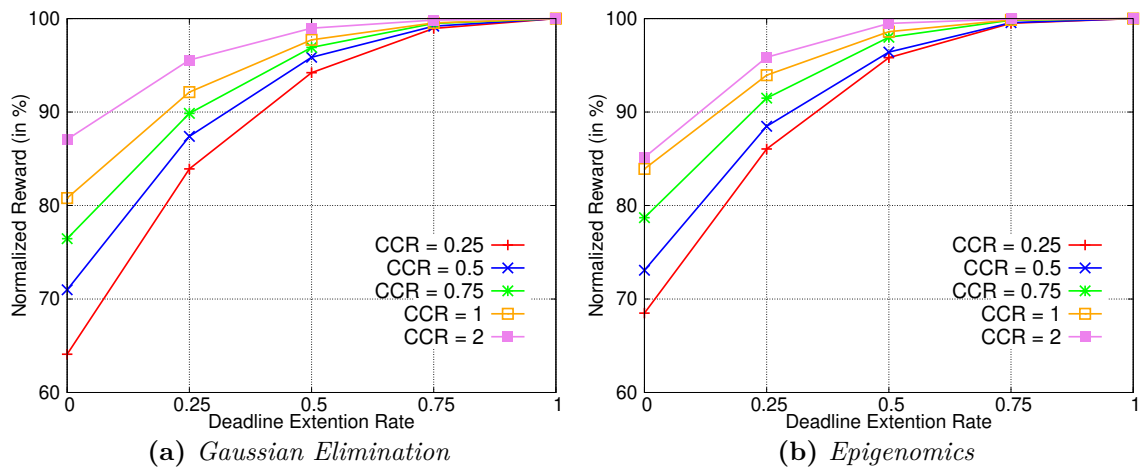 Normalized Reward (in %)
100
90
80
70
60
CCR = 0.25
CCR = 0.5
CCR = 0.75
CCR = 1
CCR = 2
0 0.25 0.5 0.75 1
Deadline Extention Rate
(a) Gaussian Elimination
Normalized Reward (in %)
100
90
80
70
60
CCR = 0.25
CCR = 0.5
CCR = 0.75
CCR = 1
CCR = 2
0 0.25 0.5 0.75 1
Deadline Extention Rate
(b) Epigenomics